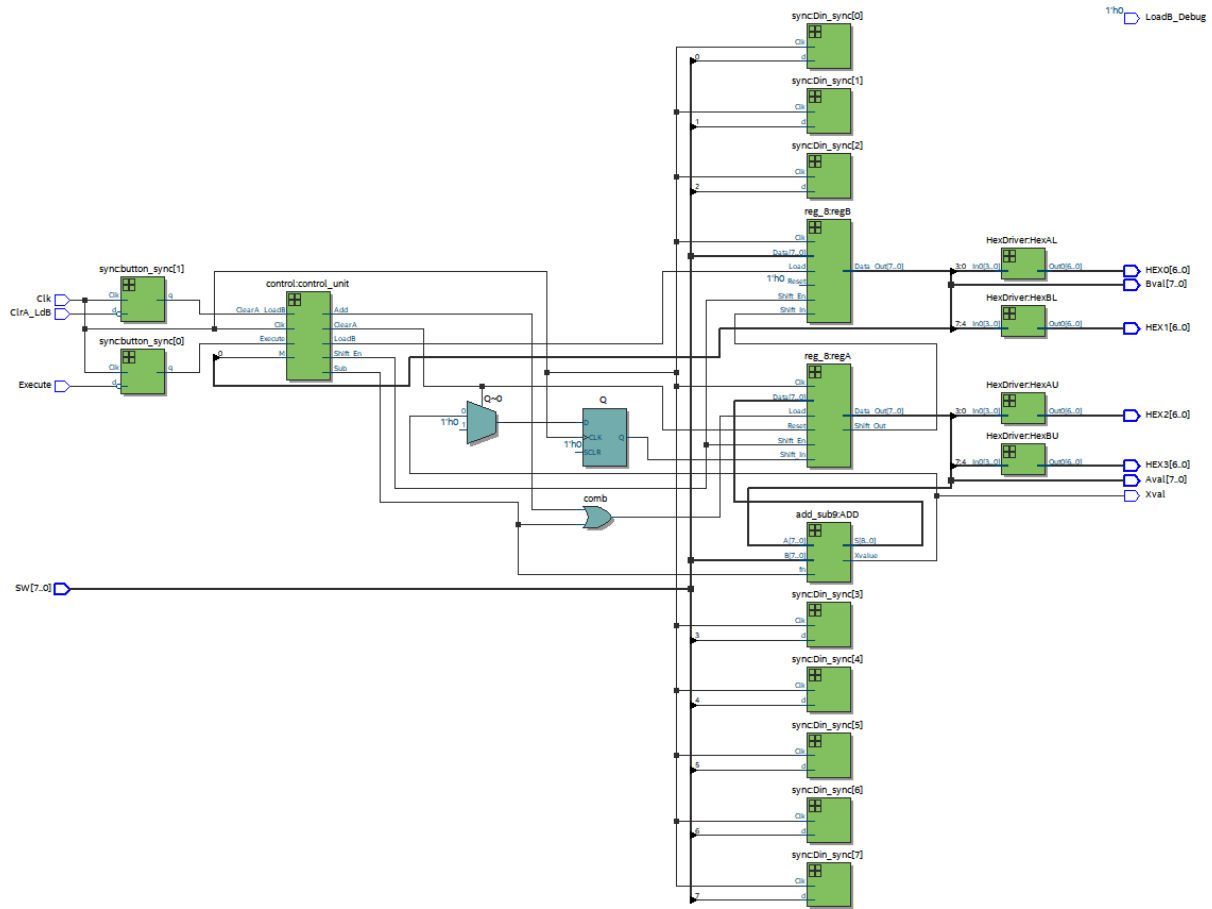 sync:Din_sync[0]
Clk
0
d
1'h0
LoadB_Debug
sync:Din_sync[1]
Clk
1
d
sync:Din_sync[2]
Clk
2
d
reg_8:regB
Clk
Data[7..0]
Load
1'h0
Reset
Shift_En
Shift_In
Data_Out[7..0]
HexDriver:HexAL
3:0
In0[3..0]
Out0[6..0]
HEX0[6..0]
Bval[7..0]
HexDriver:HexBL
7:4
In0[3..0]
Out0[6..0]
HEX1[6..0]
sync:button_sync[1]
Clk
Clk
q
ClrA_LdB
d
sync:button_sync[0]
Clk
q
Execute
d
control:control_unit
ClearA_LoadB
Clk
Execute
0
M
Add
ClearA
LoadB
Shift_En
Sub
Q~0
0
1'h0
1
Q
D
>CLK
1'h0
SCLR
Q
reg_8:regA
Clk
Data[7..0]
Load
Reset
Shift_En
Shift_In
Data_Out[7..0]
Shift_Out
HexDriver:HexAU
3:0
In0[3..0]
Out0[6..0]
HEX2[6..0]
HexDriver:HexBU
7:4
In0[3..0]
Out0[6..0]
HEX3[6..0]
Aval[7..0]
Xval
comb
add_sub9:ADD
A[7..0]
B[7..0]
fn
S[8..0]
Xvalue
SW[7..0]
sync:Din_sync[3]
Clk
3
d
sync:Din_sync[4]
Clk
4
d
sync:Din_sync[5]
Clk
5
d
sync:Din_sync[6]
Clk
6
d
sync:Din_sync[7]
Clk
7
d